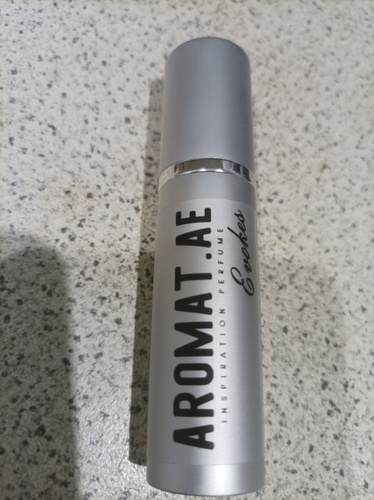 AROMAT.AE
INSPIRATION PERFUME
Evokes